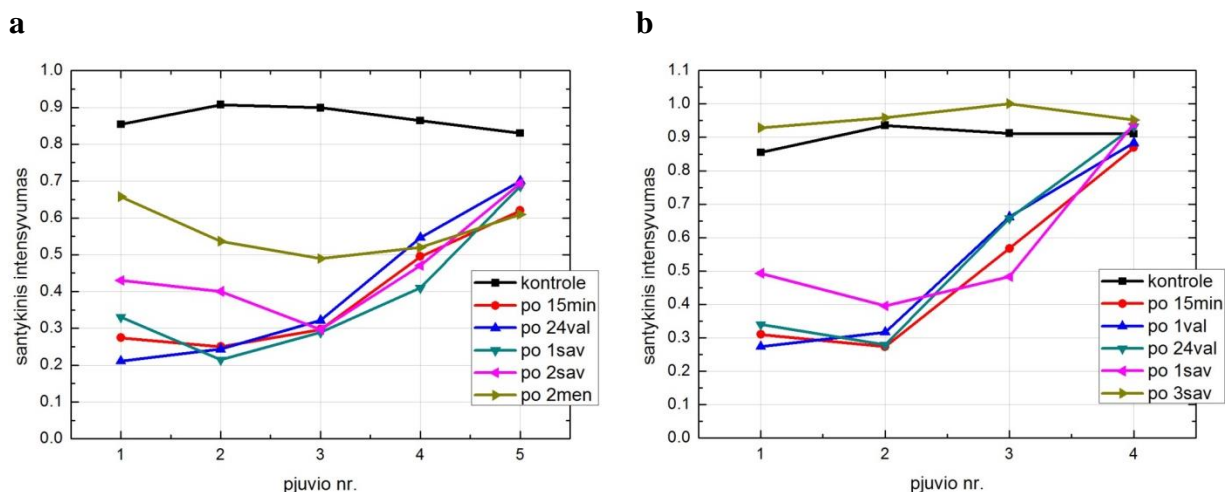 a
1.0
0.9
0.8
0.7
0.6
0.5
0.4
0.3
0.2
0.1
0.0
santykinis intensyvumas
1 2 3 4 5
pjuvio nr.
kontrole
po 15min
po 24val
po 1sav
po 2sav
po 2men
b
1.1
1.0
0.9
0.8
0.7
0.6
0.5
0.4
0.3
0.2
0.1
0.0
santykinis intensyvumas
1 2 3 4
pjuvio nr.
kontrole
po 15min
po 1val
po 24val
po 1sav
po 3sav